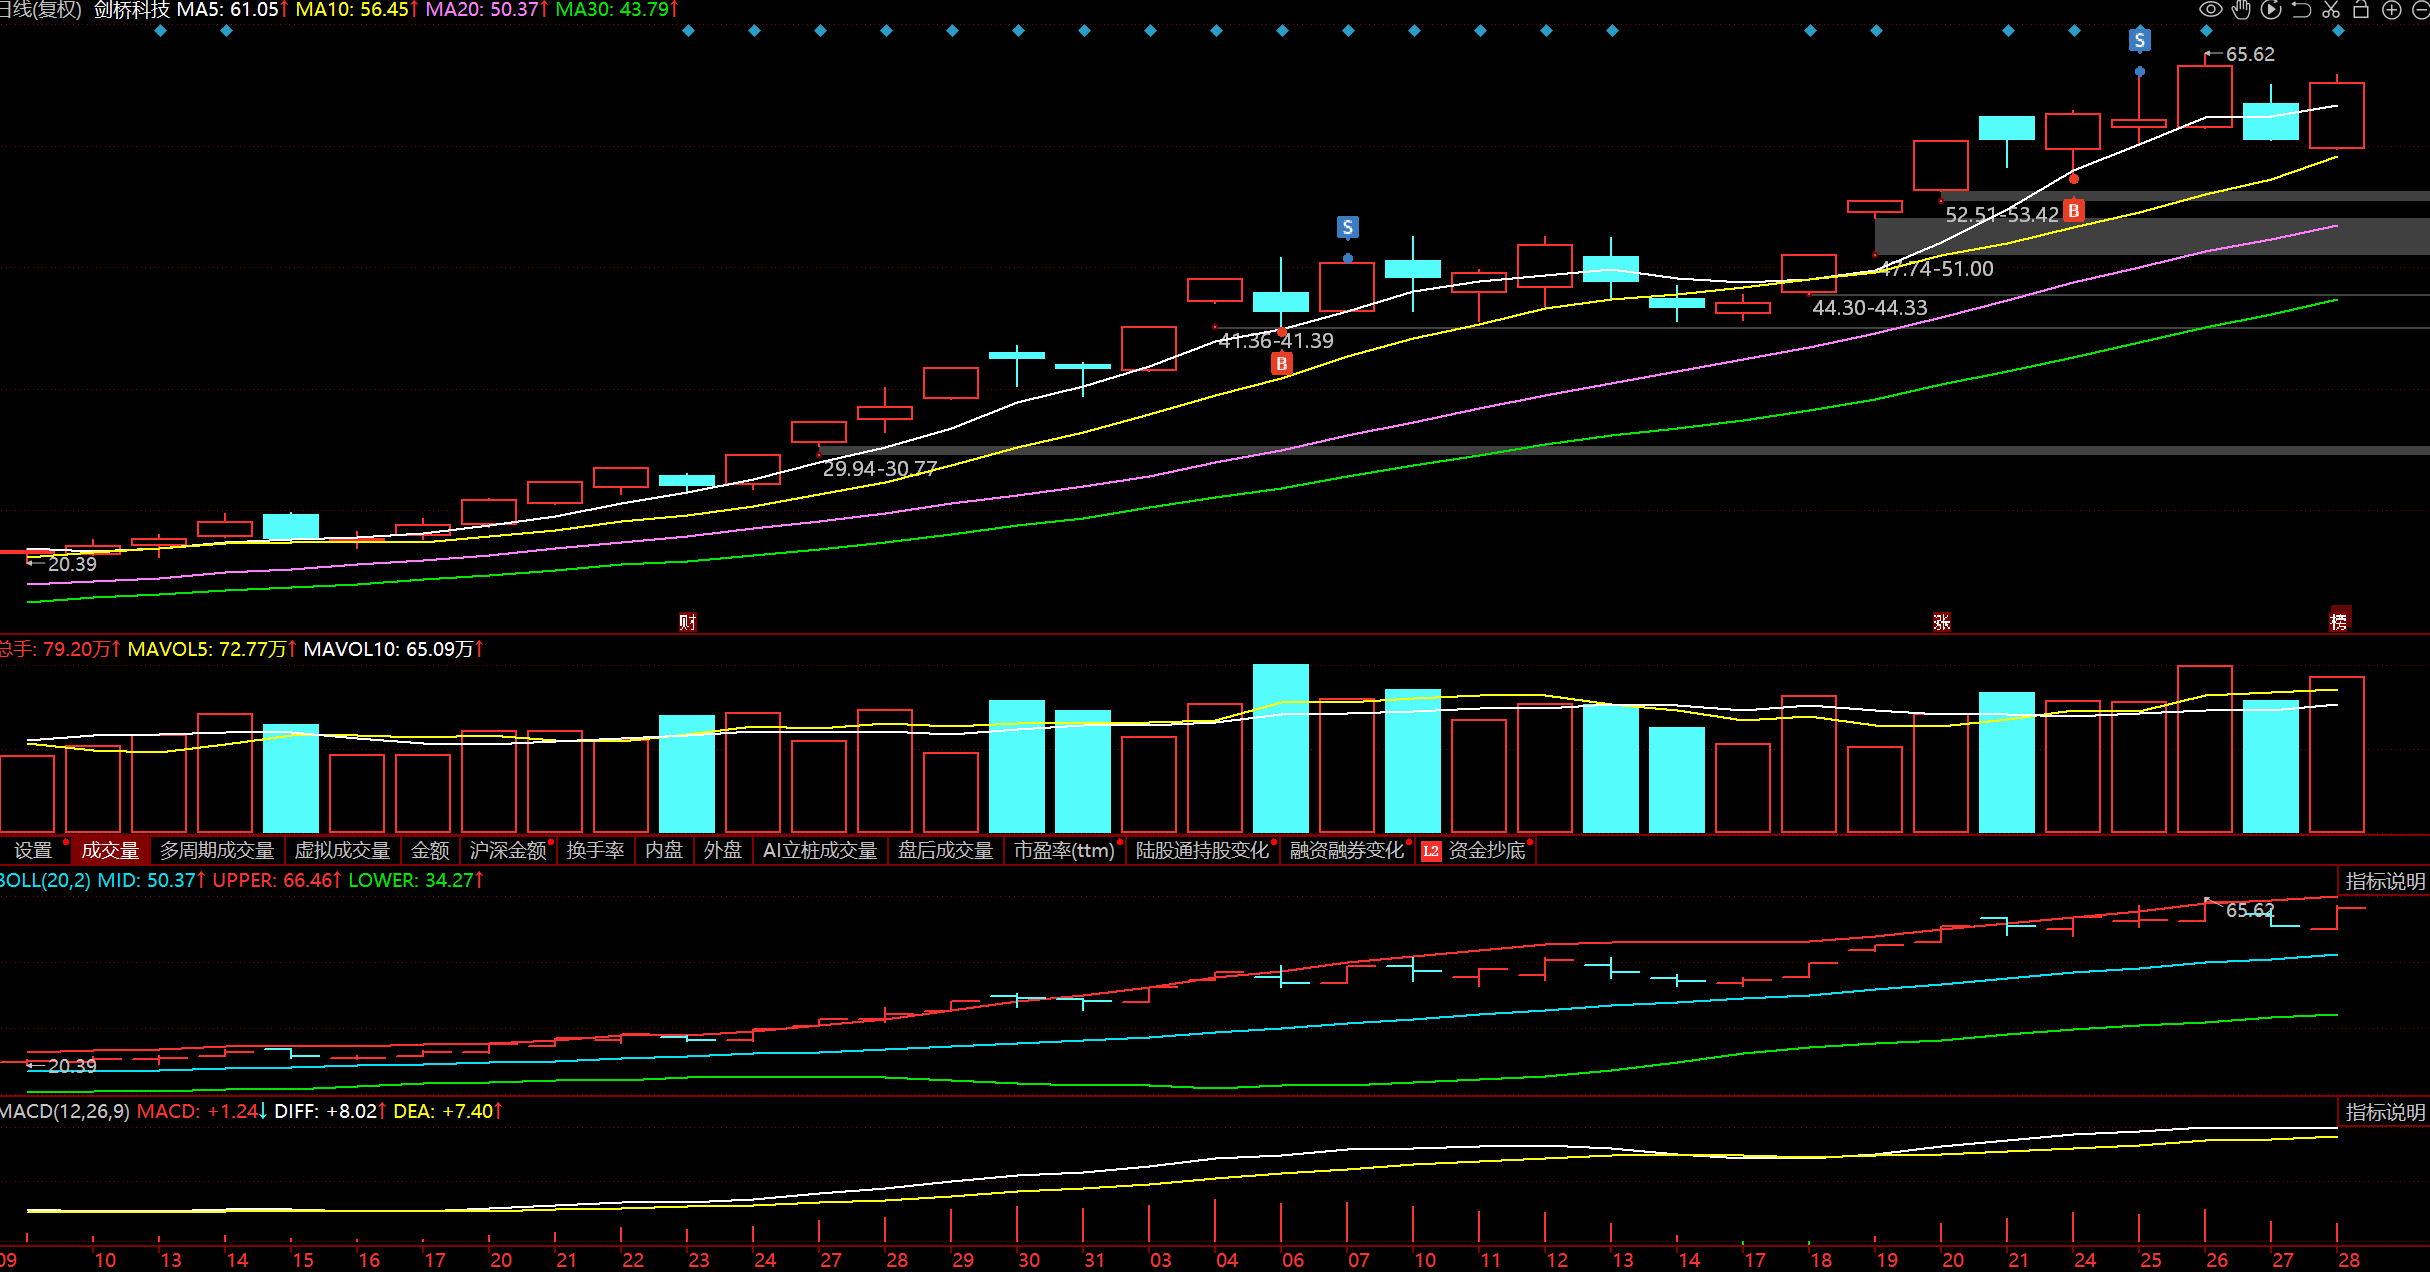 日线(复权) 剑桥科技 MA5: 61.05↑ MA10: 56.45↑ MA20: 50.37↑ MA30: 43.79↑
S
65.62
52.51-53.42
B
S
47.74-51.00
44.30-44.33
41.36-41.39
B
29.94-30.77
20.39
财 涨 榜
总手: 79.20万↑ MAVOL5: 72.77万↑ MAVOL10: 65.09万↑
设置 成交量 多周期成交量 虚拟成交量 金额 沪深金额 换手率 内盘 外盘 AI立桩成交量 盘后成交量 市盈率(ttm) 陆股通持股变化 融资融券变化 L2 资金抄底
BOLL(20,2) MID: 50.37↑ UPPER: 66.46↑ LOWER: 34.27↑ 指标说明
65.62
20.39
MACD(12,26,9) MACD: +1.24↓ DIFF: +8.02↑ DEA: +7.40↑ 指标说明
09 10 13 14 15 16 17 20 21 22 23 24 27 28 29 30 31 03 04 06 07 10 11 12 13 14 17 18 19 20 21 24 25 26 27 28